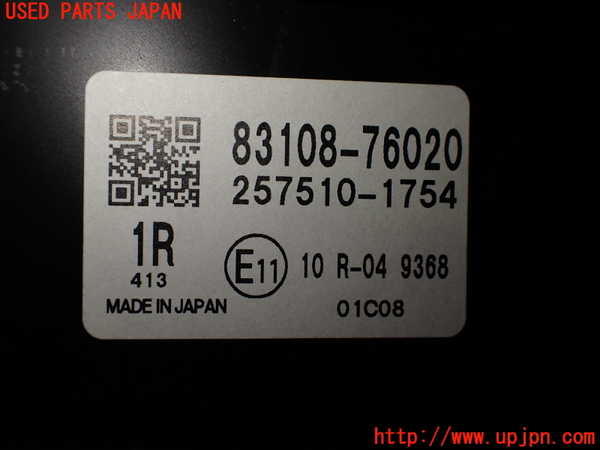 USED PARTS JAPAN
83108-76020
257510-1754
1R
413
E11 10 R-04 9368
MADE IN JAPAN
01C08
http://www.upjpn.com/